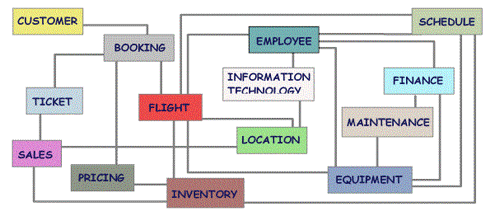 CUSTOMER
SCHEDULE
BOOKING
EMPLOYEE
INFORMATION
TECHNOLOGY
FINANCE
TICKET
FLIGHT
MAINTENANCE
LOCATION
SALES
PRICING
EQUIPMENT
INVENTORY